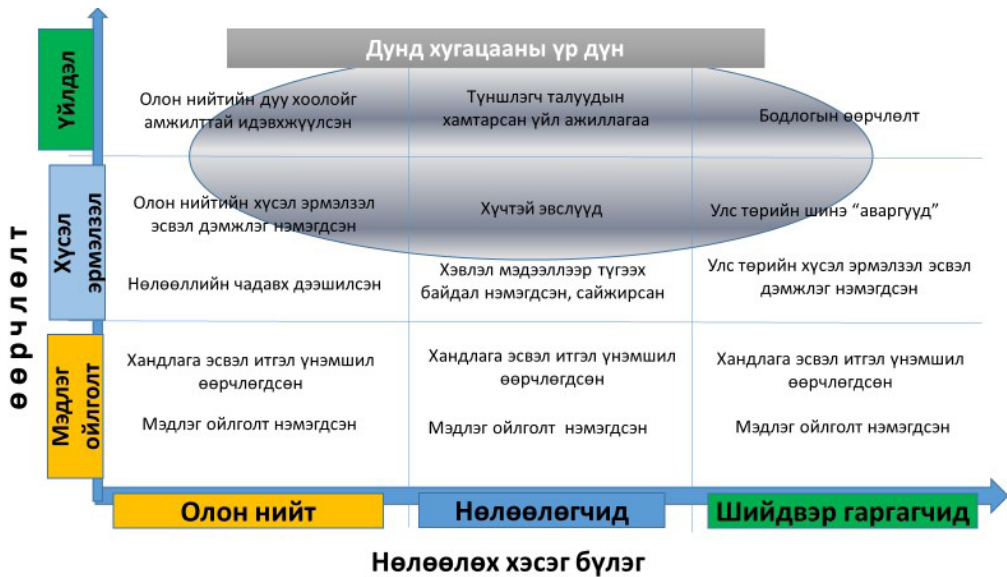 Дунд хугацааны үр дүн
Үйлдэл
Олон нийтийн дуу хоолойг
амжилттай идэвхжүүлсэн
Түншлэгч талуудын
хамтарсан үйл ажиллагаа
Бодлогын өөрчлөлт
өөрчлөлт
Хүсэл
эрмэлзэл
Олон нийтийн хүсэл эрмэлзэл
эсвэл дэмжлэг нэмэгдсэн
Хүчтэй эвслүүд
Улс төрийн шинэ “аваргууд”
Нөлөөллийн чадавх дээшилсэн
Хэвлэл мэдээллээр түгээх
байдал нэмэгдсэн, сайжирсан
Улс төрийн хүсэл эрмэлзэл эсвэл
дэмжлэг нэмэгдсэн
Мэдлэг
ойлголт
Хандлага эсвэл итгэл үнэмшил
өөрчлөгдсөн
Хандлага эсвэл итгэл үнэмшил
өөрчлөгдсөн
Хандлага эсвэл итгэл үнэмшил
өөрчлөгдсөн
Мэдлэг ойлголт нэмэгдсэн
Мэдлэг ойлголт нэмэгдсэн
Мэдлэг ойлголт нэмэгдсэн
Олон нийт
Нөлөөлөгчид
Шийдвэр гаргагчид
Нөлөөлөх хэсэг бүлэг